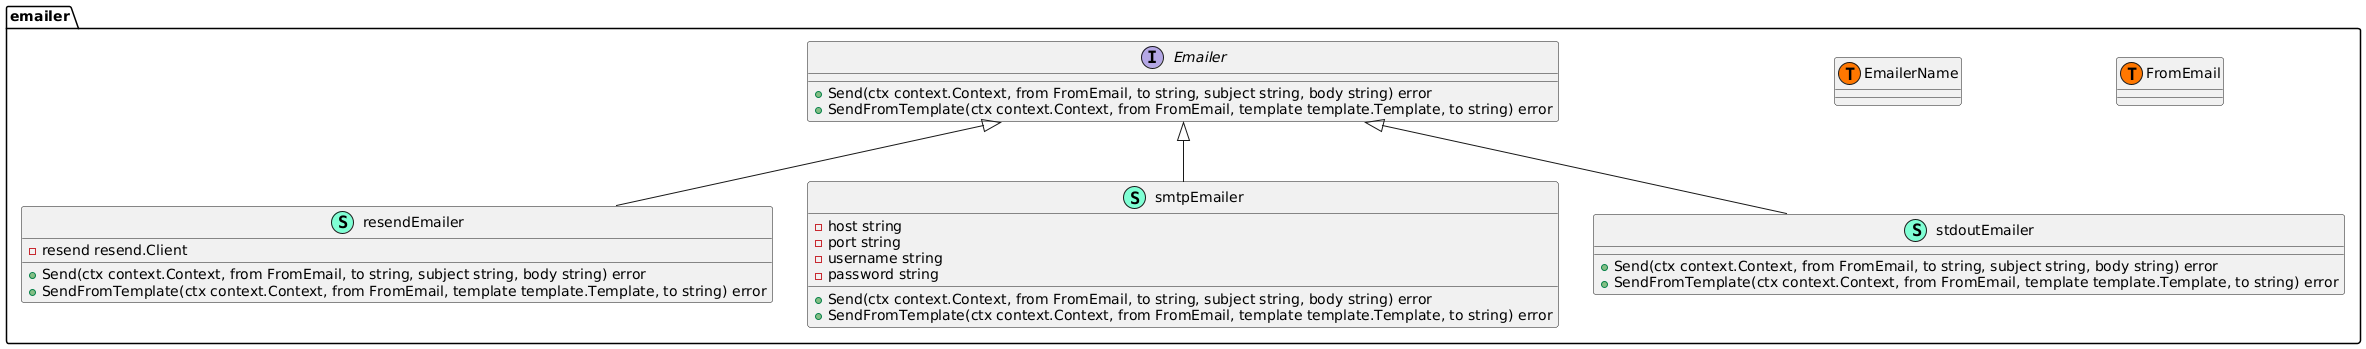 emailer
I Emailer
Send(ctx context.Context, from FromEmail, to string, subject string, body string) error
SendFromTemplate(ctx context.Context, from FromEmail, template template.Template, to string) error
T EmailerName
T FromEmail
S resendEmailer
resend resend.Client
Send(ctx context.Context, from FromEmail, to string, subject string, body string) error
SendFromTemplate(ctx context.Context, from FromEmail, template template.Template, to string) error
S smtpEmailer
host string
port string
username string
password string
Send(ctx context.Context, from FromEmail, to string, subject string, body string) error
SendFromTemplate(ctx context.Context, from FromEmail, template template.Template, to string) error
S stdoutEmailer
Send(ctx context.Context, from FromEmail, to string, subject string, body string) error
SendFromTemplate(ctx context.Context, from FromEmail, template template.Template, to string) error